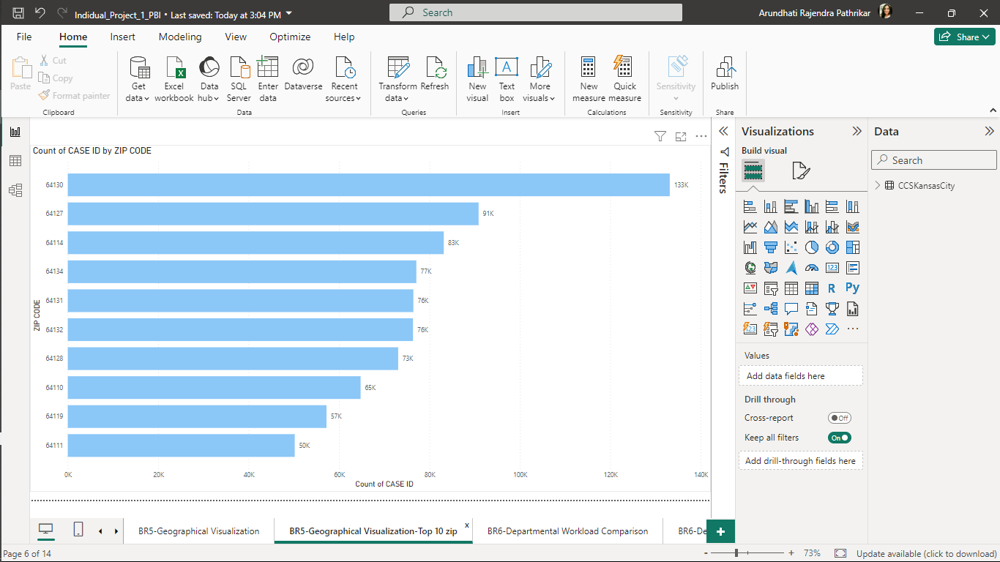 Indidual_Project_1_PBI • Last saved: Today at 3:04 PM
Search
Arundhati Rajendra Pathrikar
File Home Insert Modeling View Optimize Help
Share
Paste
Cut
Copy
Format painter
Clipboard
Get data
Excel workbook
Data hub
SQL Server
Enter data
Dataverse
Recent sources
Data
Transform data
Refresh
Queries
New visual
Text box
More visuals
Insert
New measure
Quick measure
Calculations
Sensitivity
Sensitivity
Publish
Share
Count of CASE ID by ZIP CODE
ZIP CODE
64130 133K
64127 91K
64114 83K
64134 77K
64131 76K
64132 76K
64128 73K
64110 65K
64119 57K
64111 50K
0K 20K 40K 60K 80K 100K 120K 140K
Count of CASE ID
Filters
Visualizations
Build visual
123
R
Py
123
Values
Add data fields here
Drill through
Cross-report Off
Keep all filters On
Add drill-through fields here
Data
Search
CCSKansasCity
BR5-Geographical Visualization
BR5-Geographical Visualization-Top 10 zip x
BR6-Departmental Workload Comparison
BR6-De
+
Page 6 of 14
- + 73%
Update available (click to download)